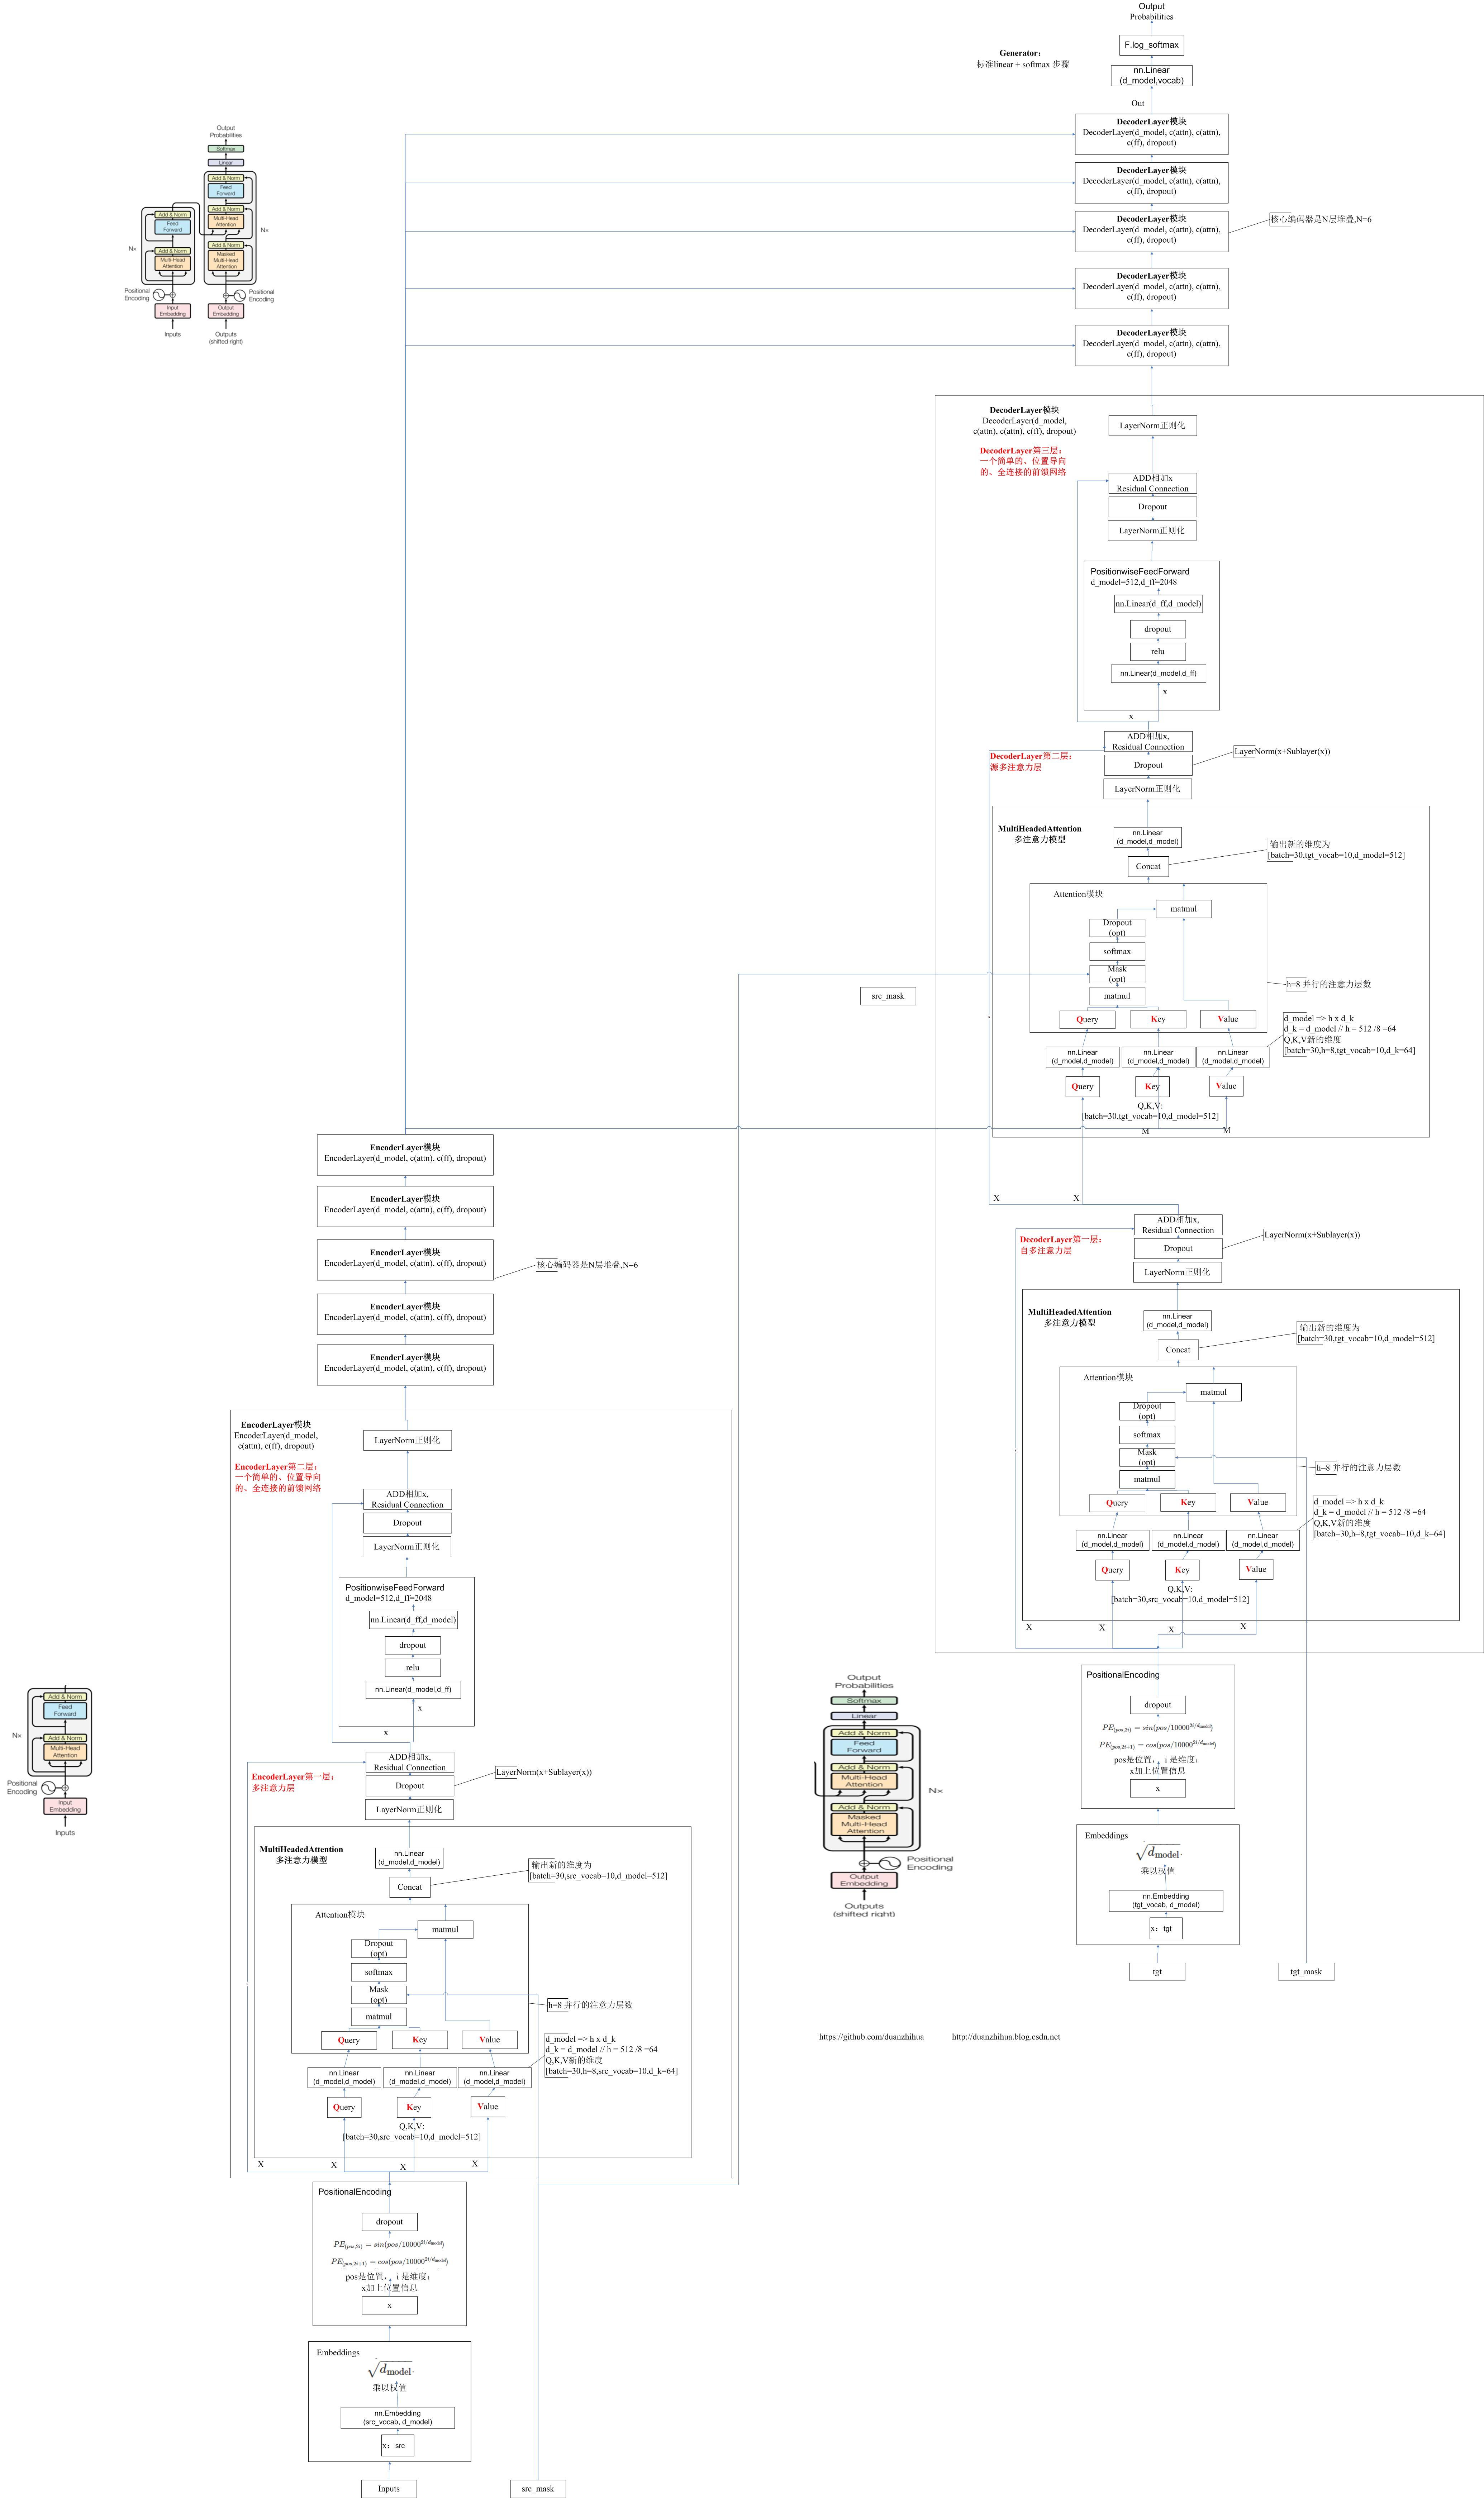 Output
Probabilities
F.log_softmax
Generator：
标准linear + softmax 步骤
nn.Linear
(d_model,vocab)
Out
DecoderLayer模块
DecoderLayer(d_model, c(attn), c(attn),
c(ff), dropout)
DecoderLayer模块
DecoderLayer(d_model, c(attn), c(attn),
c(ff), dropout)
DecoderLayer模块
DecoderLayer(d_model, c(attn), c(attn),
c(ff), dropout)
核心编码器是N层堆叠,N=6
DecoderLayer模块
DecoderLayer(d_model, c(attn), c(attn),
c(ff), dropout)
DecoderLayer模块
DecoderLayer(d_model, c(attn), c(attn),
c(ff), dropout)
Output
Probabilities
Softmax
Linear
Add & Norm
Feed
Forward
Add & Norm
Multi-Head
Attention
Add & Norm
Masked
Multi-Head
Attention
N×
Add & Norm
Feed
Forward
Add & Norm
Multi-Head
Attention
N×
Positional
Encoding
Positional
Encoding
Input
Embedding
Output
Embedding
Inputs
Outputs
(shifted right)
DecoderLayer模块
DecoderLayer(d_model,
c(attn), c(attn), c(ff), dropout)
DecoderLayer第三层：
一个简单的、位置导向
的、全连接的前馈网络
LayerNorm正则化
ADD相加x
Residual Connection
Dropout
LayerNorm正则化
PositionwiseFeedForward
d_model=512,d_ff=2048
nn.Linear(d_ff,d_model)
dropout
relu
nn.Linear(d_model,d_ff)
x
x
ADD相加x,
Residual Connection
DecoderLayer第二层：
源多注意力层
Dropout
LayerNorm(x+Sublayer(x))
LayerNorm正则化
MultiHeadedAttention
多注意力模型
nn.Linear
(d_model,d_model)
Concat
输出新的维度为
[batch=30,tgt_vocab=10,d_model=512]
Attention模块
matmul
Dropout
(opt)
softmax
Mask
(opt)
matmul
h=8 并行的注意力层数
src_mask
Query
Key
Value
d_model => h x d_k
d_k = d_model // h = 512 /8 =64
Q,K,V新的维度
[batch=30,h=8,tgt_vocab=10,d_k=64]
nn.Linear
(d_model,d_model)
nn.Linear
(d_model,d_model)
nn.Linear
(d_model,d_model)
Query
Key
Value
Q,K,V:
[batch=30,tgt_vocab=10,d_model=512]
M
M
X
X
EncoderLayer模块
EncoderLayer(d_model, c(attn), c(ff), dropout)
EncoderLayer模块
EncoderLayer(d_model, c(attn), c(ff), dropout)
EncoderLayer模块
EncoderLayer(d_model, c(attn), c(ff), dropout)
核心编码器是N层堆叠,N=6
EncoderLayer模块
EncoderLayer(d_model, c(attn), c(ff), dropout)
EncoderLayer模块
EncoderLayer(d_model, c(attn), c(ff), dropout)
ADD相加x,
Residual Connection
DecoderLayer第一层：
自多注意力层
Dropout
LayerNorm(x+Sublayer(x))
LayerNorm正则化
MultiHeadedAttention
多注意力模型
nn.Linear
(d_model,d_model)
Concat
输出新的维度为
[batch=30,tgt_vocab=10,d_model=512]
Attention模块
matmul
Dropout
(opt)
softmax
Mask
(opt)
matmul
h=8 并行的注意力层数
Query
Key
Value
d_model => h x d_k
d_k = d_model // h = 512 /8 =64
Q,K,V新的维度
[batch=30,h=8,tgt_vocab=10,d_k=64]
nn.Linear
(d_model,d_model)
nn.Linear
(d_model,d_model)
nn.Linear
(d_model,d_model)
Query
Key
Value
Q,K,V:
[batch=30,src_vocab=10,d_model=512]
X
X
X
X
EncoderLayer模块
EncoderLayer(d_model,
c(attn), c(ff), dropout)
EncoderLayer第二层：
一个简单的、位置导向
的、全连接的前馈网络
LayerNorm正则化
ADD相加x,
Residual Connection
Dropout
LayerNorm正则化
PositionwiseFeedForward
d_model=512,d_ff=2048
nn.Linear(d_ff,d_model)
dropout
relu
nn.Linear(d_model,d_ff)
x
x
ADD相加x,
Residual Connection
EncoderLayer第一层：
多注意力层
Dropout
LayerNorm(x+Sublayer(x))
LayerNorm正则化
MultiHeadedAttention
多注意力模型
nn.Linear
(d_model,d_model)
Concat
输出新的维度为
[batch=30,src_vocab=10,d_model=512]
Attention模块
matmul
Dropout
(opt)
softmax
Mask
(opt)
matmul
h=8 并行的注意力层数
Query
Key
Value
d_model => h x d_k
d_k = d_model // h = 512 /8 =64
Q,K,V新的维度
[batch=30,h=8,src_vocab=10,d_k=64]
nn.Linear
(d_model,d_model)
nn.Linear
(d_model,d_model)
nn.Linear
(d_model,d_model)
Query
Key
Value
Q,K,V:
[batch=30,src_vocab=10,d_model=512]
X
X
X
X
Add & Norm
Feed
Forward
N×
Add & Norm
Multi-Head
Attention
Positional
Encoding
Input
Embedding
Inputs
Output
Probabilities
Softmax
Linear
Add & Norm
Feed
Forward
Add & Norm
Multi-Head
Attention
N×
Add & Norm
Masked
Multi-Head
Attention
Positional
Encoding
Output
Embedding
Outputs
(shifted right)
PositionalEncoding
dropout
PE(pos,2i) = sin(pos/10000^2i/dmodel)
PE(pos,2i+1) = cos(pos/10000^2i/dmodel)
pos是位置， i 是维度；
x加上位置信息
x
Embeddings
√dmodel.
乘以权值
nn.Embedding
(tgt_vocab, d_model)
x：tgt
tgt
tgt_mask
https://github.com/duanzhihua
http://duanzhihua.blog.csdn.net
PositionalEncoding
dropout
PE(pos,2i) = sin(pos/10000^2i/dmodel)
PE(pos,2i+1) = cos(pos/10000^2i/dmodel)
pos是位置， i 是维度；
x加上位置信息
x
Embeddings
√dmodel.
乘以权值
nn.Embedding
(src_vocab, d_model)
x：src
Inputs
src_mask